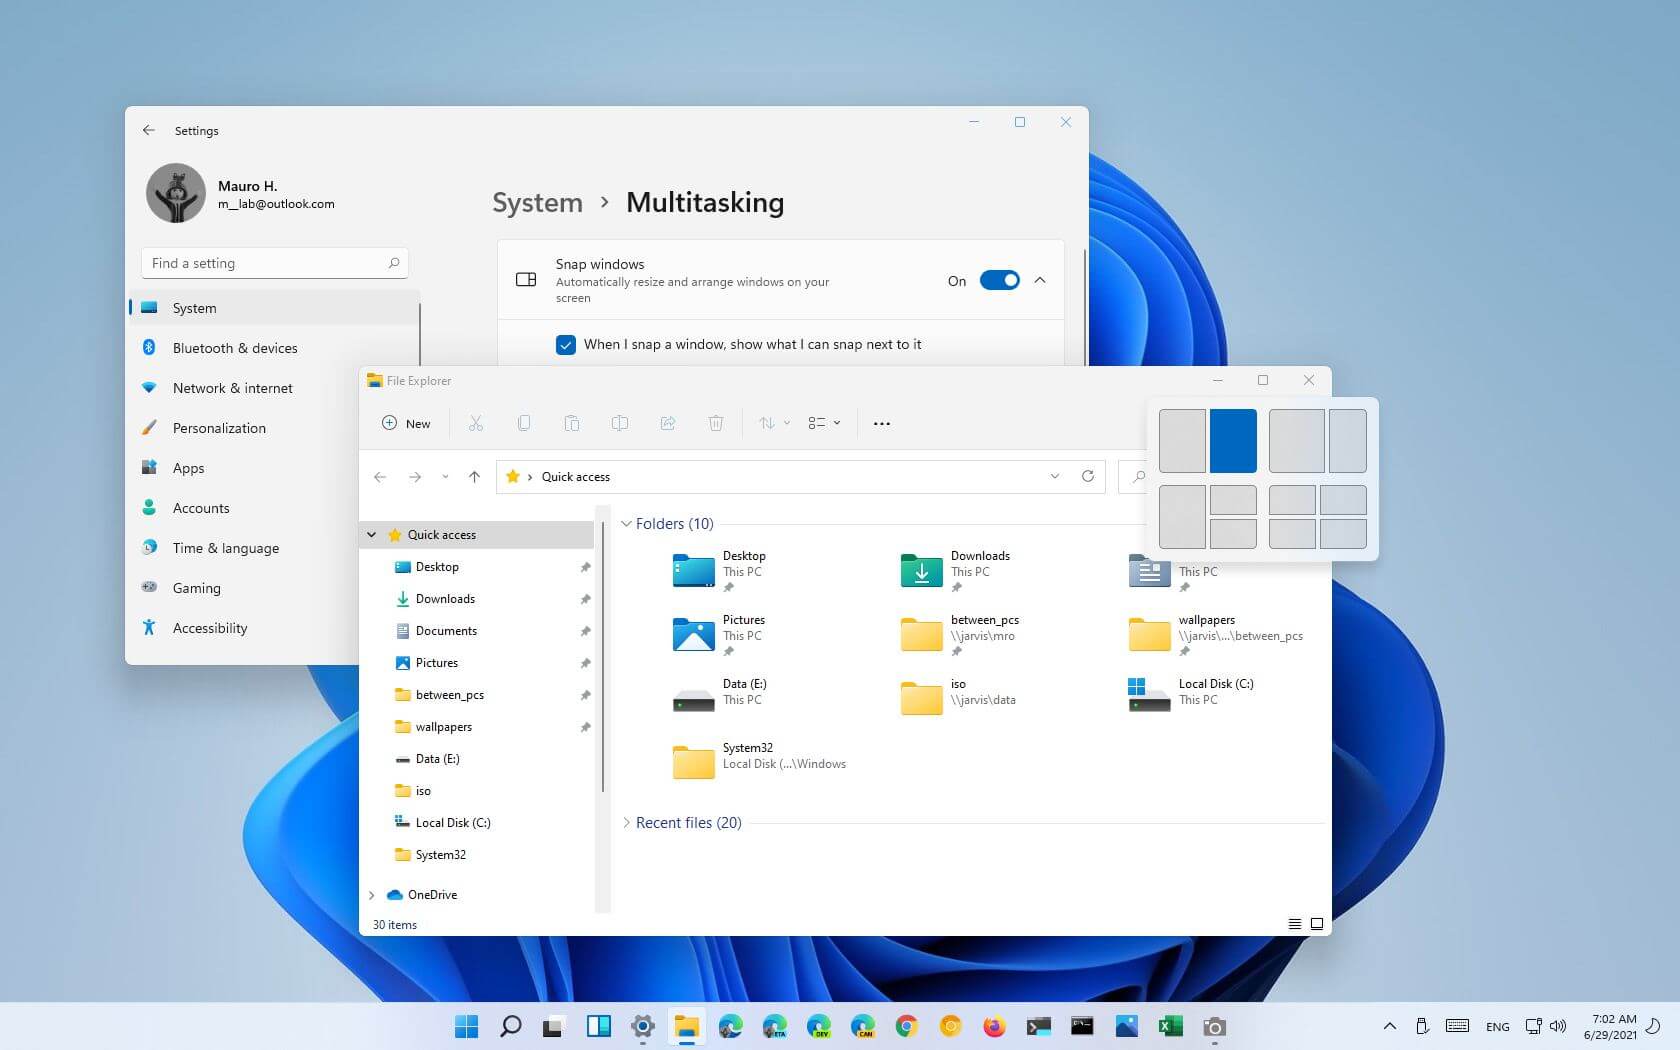 Settings
Mauro H.
m__lab@outlook.com
Find a setting
System
Bluetooth & devices
Network & internet
Personalization
Apps
Accounts
Time & language
Gaming
Accessibility
System › Multitasking
Snap windows
Automatically resize and arrange windows on your
screen
On
When I snap a window, show what I can snap next to it
File Explorer
New
Quick access
Quick access
Desktop
Downloads
Documents
Pictures
between_pcs
wallpapers
Data (E:)
iso
Local Disk (C:)
System32
OneDrive
30 items
Folders (10)
Desktop
This PC
Downloads
This PC
This PC
Pictures
This PC
between_pcs
\\jarvis\mro
wallpapers
\\jarvis\...\between_pcs
Data (E:)
This PC
iso
\\jarvis\data
Local Disk (C:)
This PC
System32
Local Disk (...\Windows
Recent files (20)
BETA
DEV
CAN
ENG
7:02 AM
6/29/2021